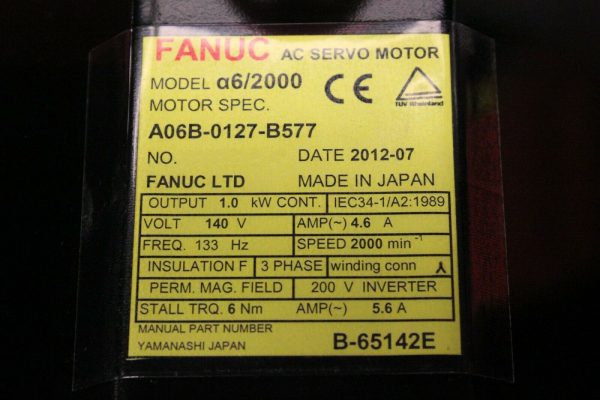 FANUC AC SERVO MOTOR
MODEL α6/2000
MOTOR SPEC.
CE
TÜV Rheinland
A06B-0127-B577
NO. DATE 2012-07
FANUC LTD MADE IN JAPAN
OUTPUT 1.0 kW CONT. IEC34-1/A2:1989
VOLT 140 V AMP(~) 4.6 A
FREQ. 133 Hz SPEED 2000 min⁻¹
INSULATION F 3 PHASE winding conn
PERM. MAG. FIELD 200 V INVERTER
STALL TRQ. 6 Nm AMP(~) 5.6 A
MANUAL PART NUMBER
YAMANASHI JAPAN B-65142E